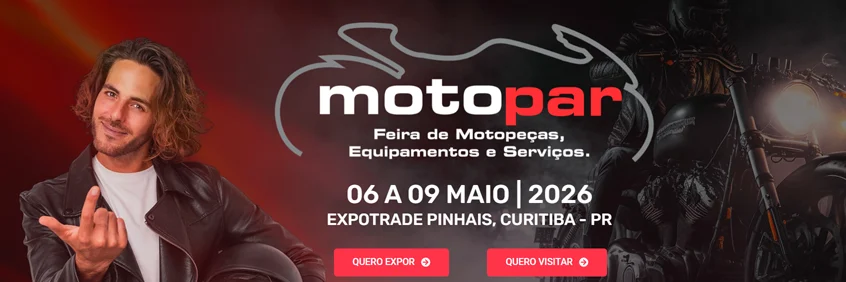 motopar
Feira de Motopeças,
Equipamentos e Serviços.
06 A 09 MAIO | 2026
EXPOTRADE PINHAIS, CURITIBA - PR
QUERO EXPOR
QUERO VISITAR